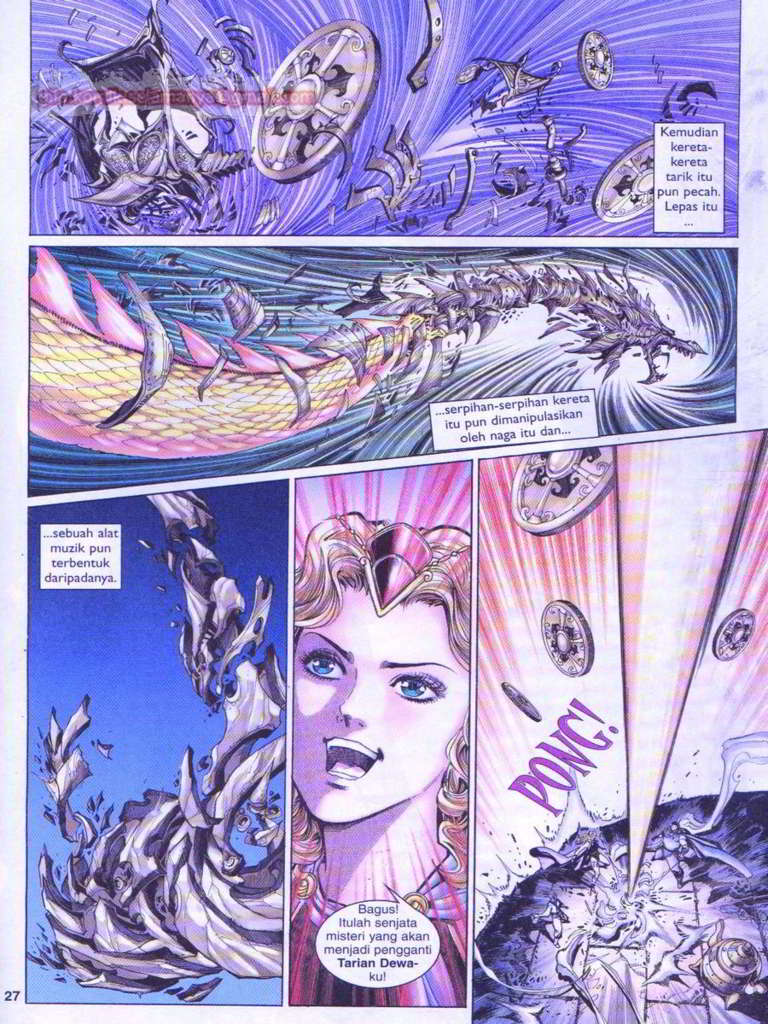 Kemudian
kereta-
kereta
tarik itu
pun pecah.
Lepas itu
...
...serpihan-serpihan kereta
itu pun dimanipulasikan
oleh naga itu dan...
...sebuah alat
muzik pun
terbentuk
daripadanya.
Bagus!
Itulah senjata
misteri yang akan
menjadi pengganti
Tarian Dewa-
ku!
PONG!
27